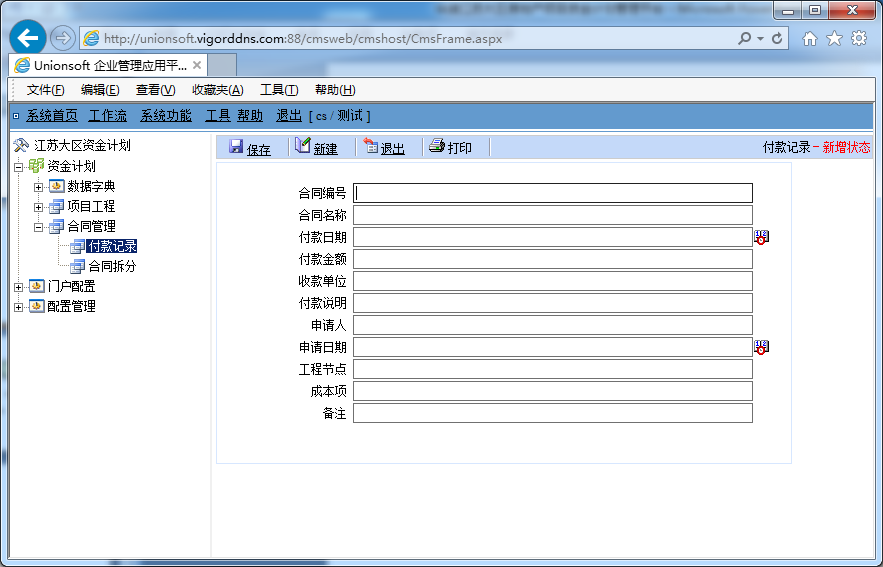 http://unionsoft.vigorddns.com:88/cmsweb/cmshost/CmsFrame.aspx
Unionsoft 企业管理应用平...
文件(F) 编辑(E) 查看(V) 收藏夹(A) 工具(T) 帮助(H)
系统首页 工作流 系统功能 工具 帮助 退出 [ cs / 测试 ]
江苏大区资金计划
资金计划
数据字典
项目工程
合同管理
付款记录
合同拆分
门户配置
配置管理
保存 新建 退出 打印 付款记录 - 新增状态
合同编号
合同名称
付款日期
付款金额
收款单位
付款说明
申请人
申请日期
工程节点
成本项
备注